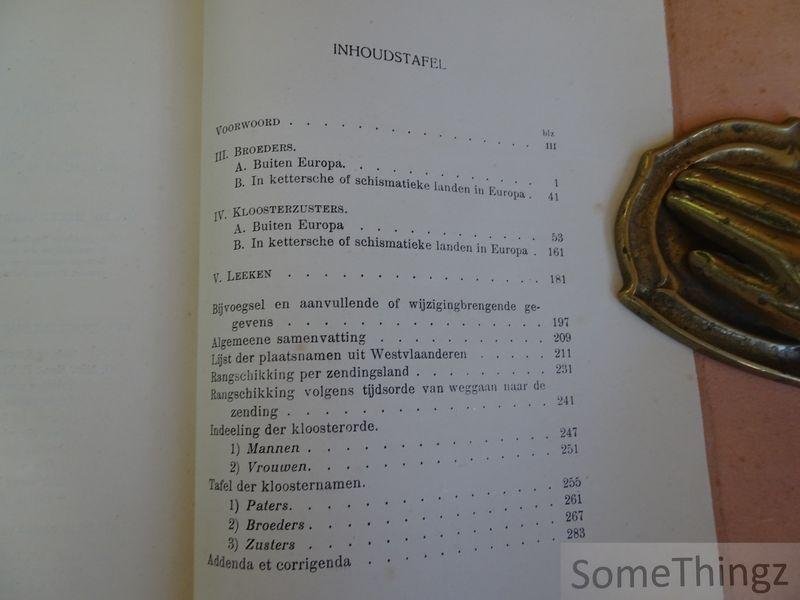 INHOUDSTAFEL
blz
VOORWOORD . . . . . . . . . . . . . III
III. BROEDERS.
A. Buiten Europa. . . . . . . . . . . 1
B. In kettersche of schismatieke landen in Europa . 41
IV. KLOOSTERZUSTERS.
A. Buiten Europa . . . . . . . . . . 53
B. In kettersche of schismatieke landen in Europa . 161
V. LEEKEN . . . . . . . . . . . . . . 181
Bijvoegsel en aanvullende of wijzigingbrengende ge-
gevens . . . . . . . . . . . . . . 197
Algemeene samenvatting . . . . . . . . . . 209
Lijst der plaatsnamen uit Westvlaanderen . . . . . 211
Rangschikking per zendingsland . . . . . . . . 231
Rangschikking volgens tijdsorde van weggaan naar de
zending . . . . . . . . . . . . . . 241
Indeeling der kloosterorde.
1) Mannen . . . . . . . . . . . . . 247
2) Vrouwen. . . . . . . . . . . . . 251
Tafel der kloosternamen.
1) Paters. . . . . . . . . . . . . . 255
2) Broeders . . . . . . . . . . . . . 261
3) Zusters . . . . . . . . . . . . . 267
Addenda et corrigenda . . . . . . . . . . 283
SomeThingz